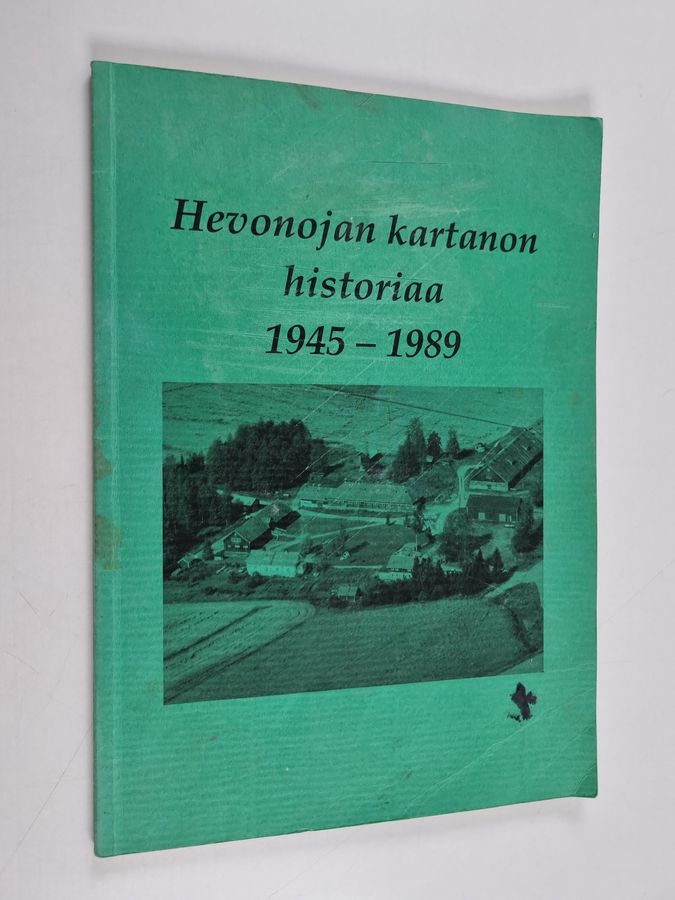 Hevonojan kartanon
historiaa
1945 – 1989